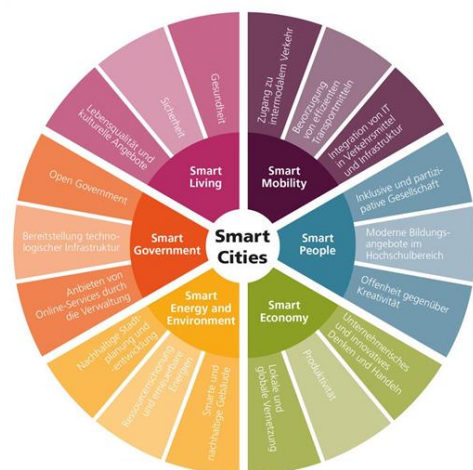 Smart
Cities
Smart
Mobility
Zugang zu
intermodalem Verkehr
Bevorzugung
von effizienten
Transportmitteln
Integration von IT
in Verkehrsmittel
und Infrastruktur
Smart
People
Inklusive und partizi-
pative Gesellschaft
Moderne Bildungs-
angebote im
Hochschulbereich
Offenheit gegenüber
Kreativität
Smart
Economy
Unternehmerisches
und innovatives
Denken und Handeln
Produktivität
Lokale und
globale Vernetzung
Smart
Energy and
Environment
Smarte und
nachhaltige Gebäude
Ressourcenschonung
und erneuerbare
Energien
Nachhaltige Stadt-
planung und
-entwicklung
Smart
Government
Anbieten von
Online-Services durch
die Verwaltung
Bereitstellung techno-
logischer Infrastruktur
Open Government
Smart
Living
Lebensqualität und
kulturelle Angebote
Sicherheit
Gesundheit